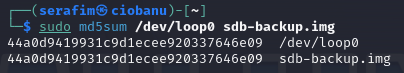 ┌──(serafim㉿ciobanu)-[~]
└─$ sudo md5sum /dev/loop0 sdb-backup.img
44a0d9419931c9d1ecee920337646e09  /dev/loop0
44a0d9419931c9d1ecee920337646e09  sdb-backup.img